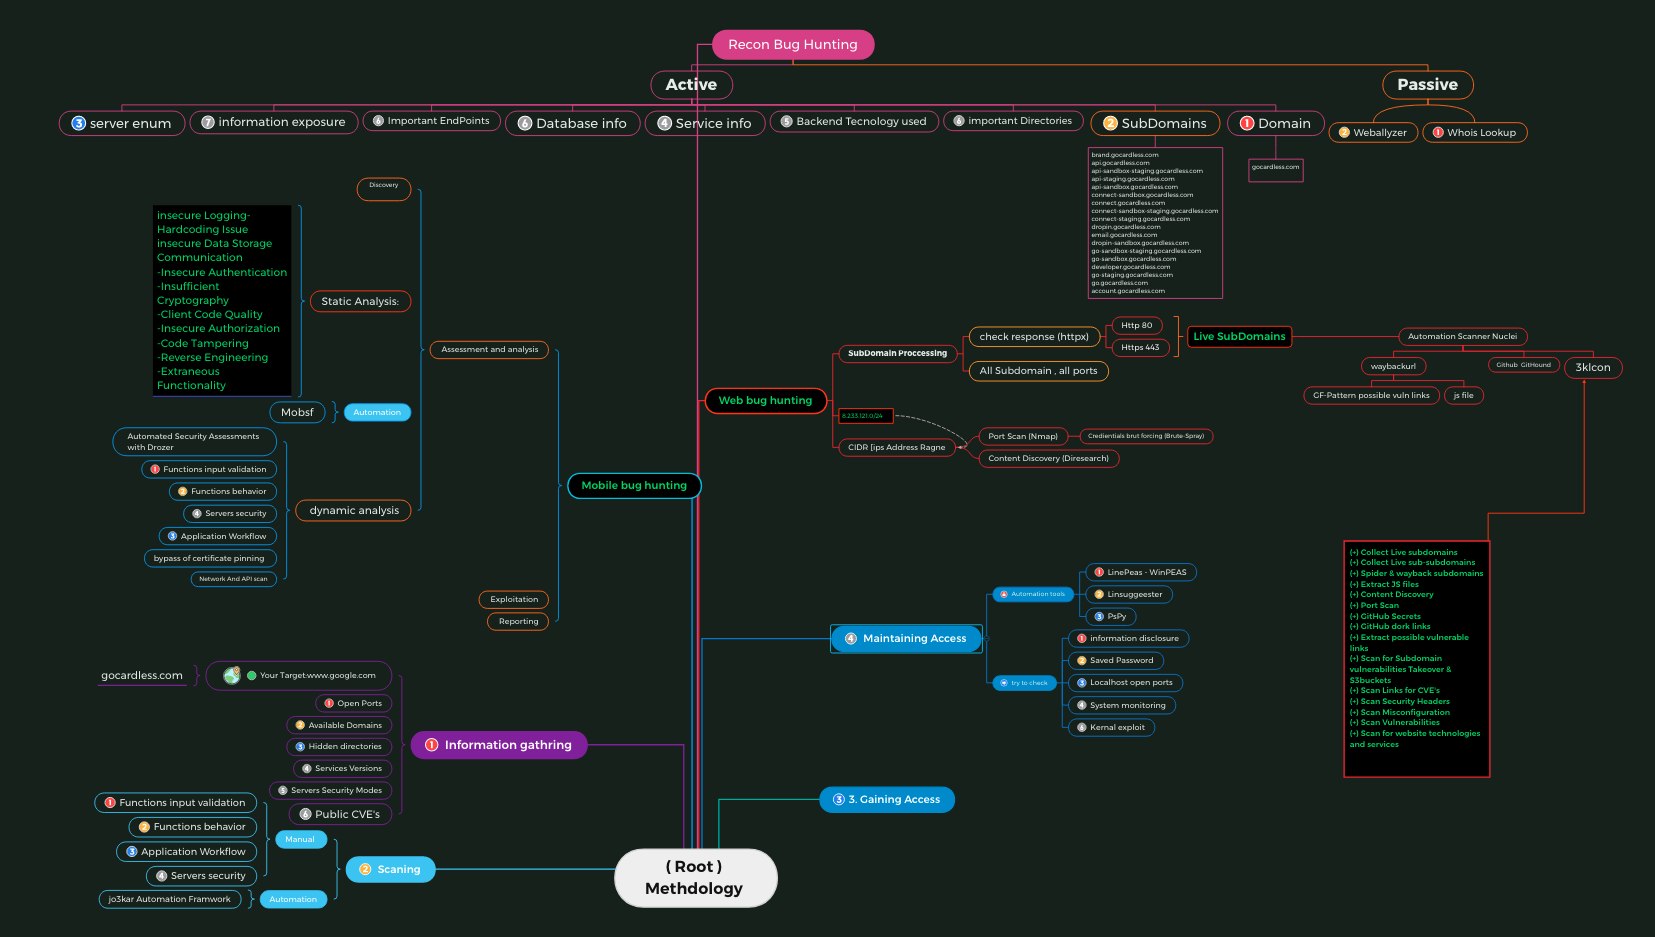 Recon Bug Hunting
Active
Passive
3 server enum
7 information exposure
6 Important EndPoints
6 Database info
4 Service info
5 Backend Tecnology used
6 important Directories
2 SubDomains
1 Domain
2 Weballyzer
! Whois Lookup
brand.gocardless.com
api.gocardless.com
api-sandbox-staging.gocardless.com
api-staging.gocardless.com
api-sandbox.gocardless.com
connect-sandbox.gocardless.com
connect.gocardless.com
connect-sandbox-staging.gocardless.com
connect-staging.gocardless.com
dropin.gocardless.com
email.gocardless.com
dropin-sandbox.gocardless.com
go-sandbox-staging.gocardless.com
go-sandbox.gocardless.com
developer.gocardless.com
go-staging.gocardless.com
go.gocardless.com
account.gocardless.com
gocardless.com
Discovery
insecure Logging-
Hardcoding Issue
insecure Data Storage
Communication
-Insecure Authentication
-Insufficient
Cryptography
-Client Code Quality
-Insecure Authorization
-Code Tampering
-Reverse Engineering
-Extraneous
Functionality
Static Analysis:
Mobsf
Automation
Assessment and analysis
Automated Security Assessments
with Drozer
! Functions input validation
2 Functions behavior
4 Servers security
3 Application Workflow
bypass of certificate pinning
Network And API scan
dynamic analysis
Mobile bug hunting
Exploitation
Reporting
Web bug hunting
SubDomain Proccessing
check response (httpx)
Http 80
Https 443
All Subdomain , all ports
Live SubDomains
Automation Scanner Nuclei
waybackurl
Github GitHound
3klcon
GF-Pattern possible vuln links
js file
6.233.121.0/24
CIDR [ips Address Ragne
Port Scan (Nmap)
Credientials brut forcing (Brute-Spray)
Content Discovery (Diresearch)
(+) Collect Live subdomains
(+) Collect Live sub-subdomains
(+) Spider & wayback subdomains
(+) Extract JS files
(+) Content Discovery
(+) Port Scan
(+) GitHub Secrets
(+) GitHub dork links
(+) Extract possible vulnerable
links
(+) Scan for Subdomain
vulnerabilities Takeover &
S3buckets
(+) Scan Links for CVE's
(+) Scan Security Headers
(+) Scan Misconfiguration
(+) Scan Vulnerabilities
(+) Scan for website technologies
and services
4 Maintaining Access
Automation tools
! LinePeas - WinPEAS
2 Linsuggeester
3 PsPy
try to check
! information disclosure
2 Saved Password
3 Localhost open ports
4 System monitoring
6 Kernal exploit
gocardless.com
Your Target:www.google.com
! Open Ports
2 Available Domains
3 Hidden directories
4 Services Versions
5 Servers Security Modes
6 Public CVE's
1 Information gathring
3 3. Gaining Access
1 Functions input validation
2 Functions behavior
3 Application Workflow
4 Servers security
Manual
jo3kar Automation Framwork
Automation
2 Scaning
( Root )
Methdology